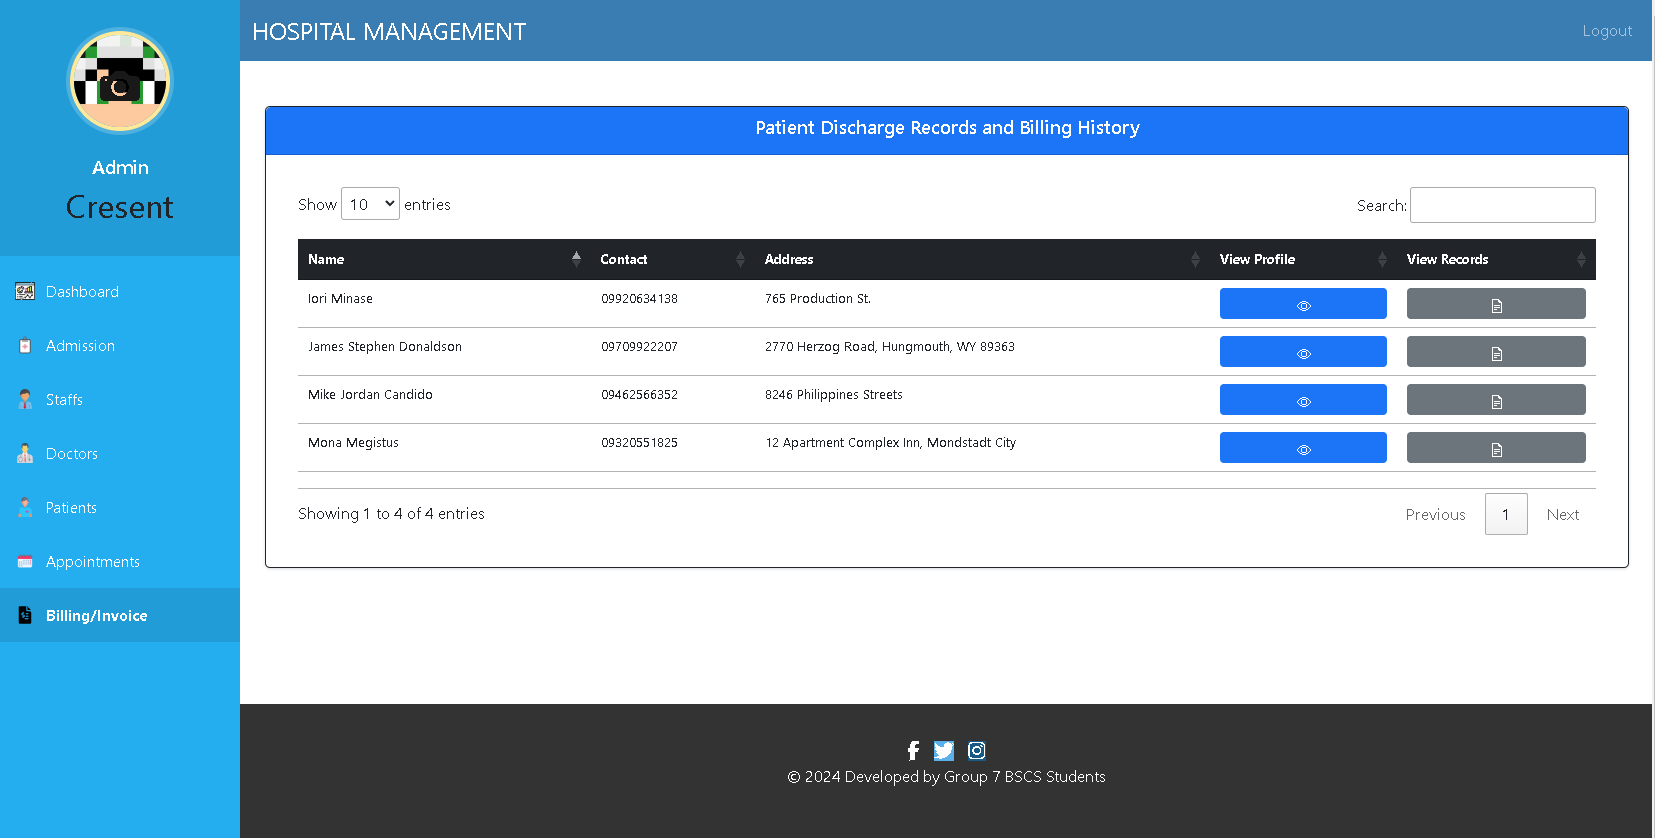 HOSPITAL MANAGEMENT
Logout
Admin
Cresent
Dashboard
Admission
Staffs
Doctors
Patients
Appointments
Billing/Invoice
Patient Discharge Records and Billing History
Show 10 entries
Search:
Name Contact Address View Profile View Records
Iori Minase 09920634138 765 Production St.
James Stephen Donaldson 09709922207 2770 Herzog Road, Hungmouth, WY 89363
Mike Jordan Candido 09462566352 8246 Philippines Streets
Mona Megistus 09320551825 12 Apartment Complex Inn, Mondstadt City
Showing 1 to 4 of 4 entries
Previous 1 Next
© 2024 Developed by Group 7 BSCS Students